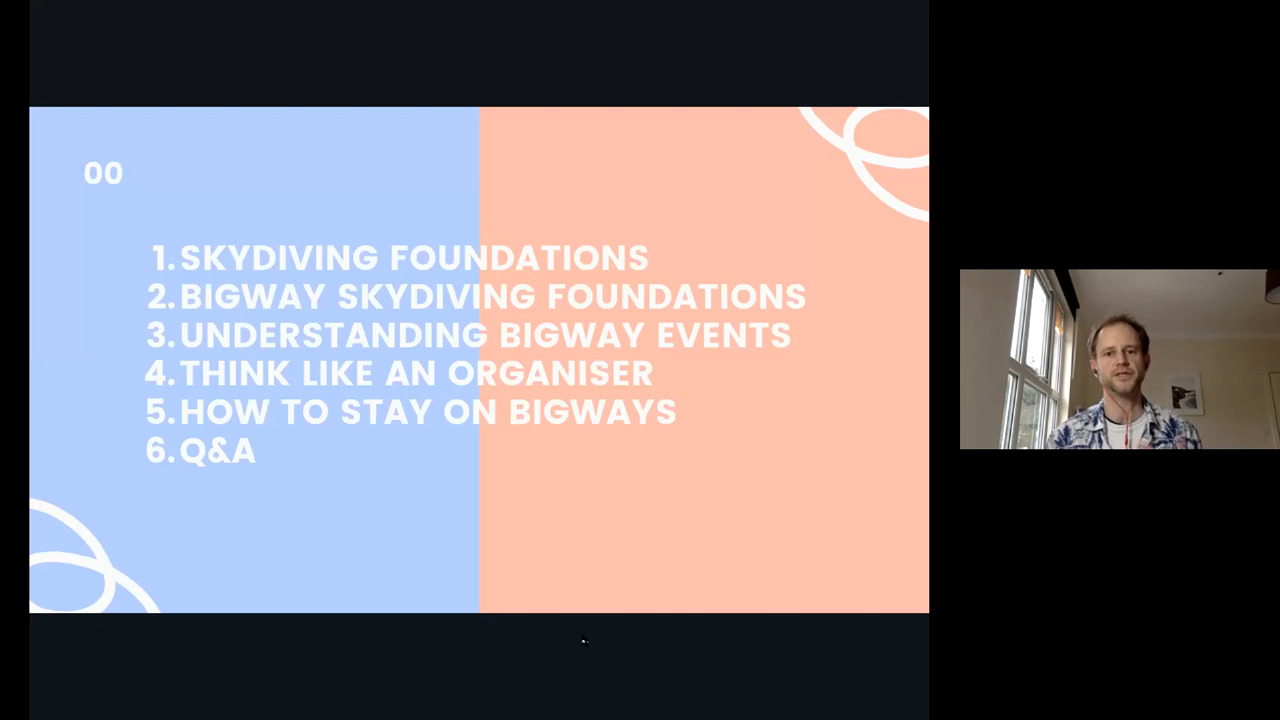 00
1. SKYDIVING FOUNDATIONS
2. BIGWAY SKYDIVING FOUNDATIONS
3. UNDERSTANDING BIGWAY EVENTS
4. THINK LIKE AN ORGANISER
5. HOW TO STAY ON BIGWAYS
6. Q&A